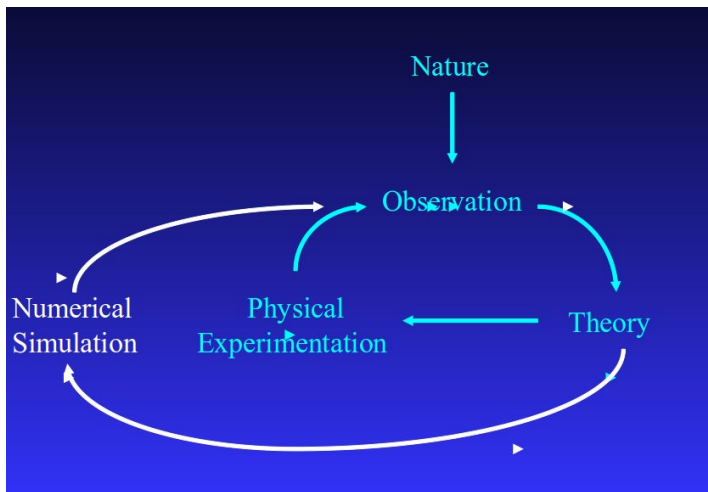 Nature
Observation
Numerical
Simulation
Physical
Experimentation
Theory